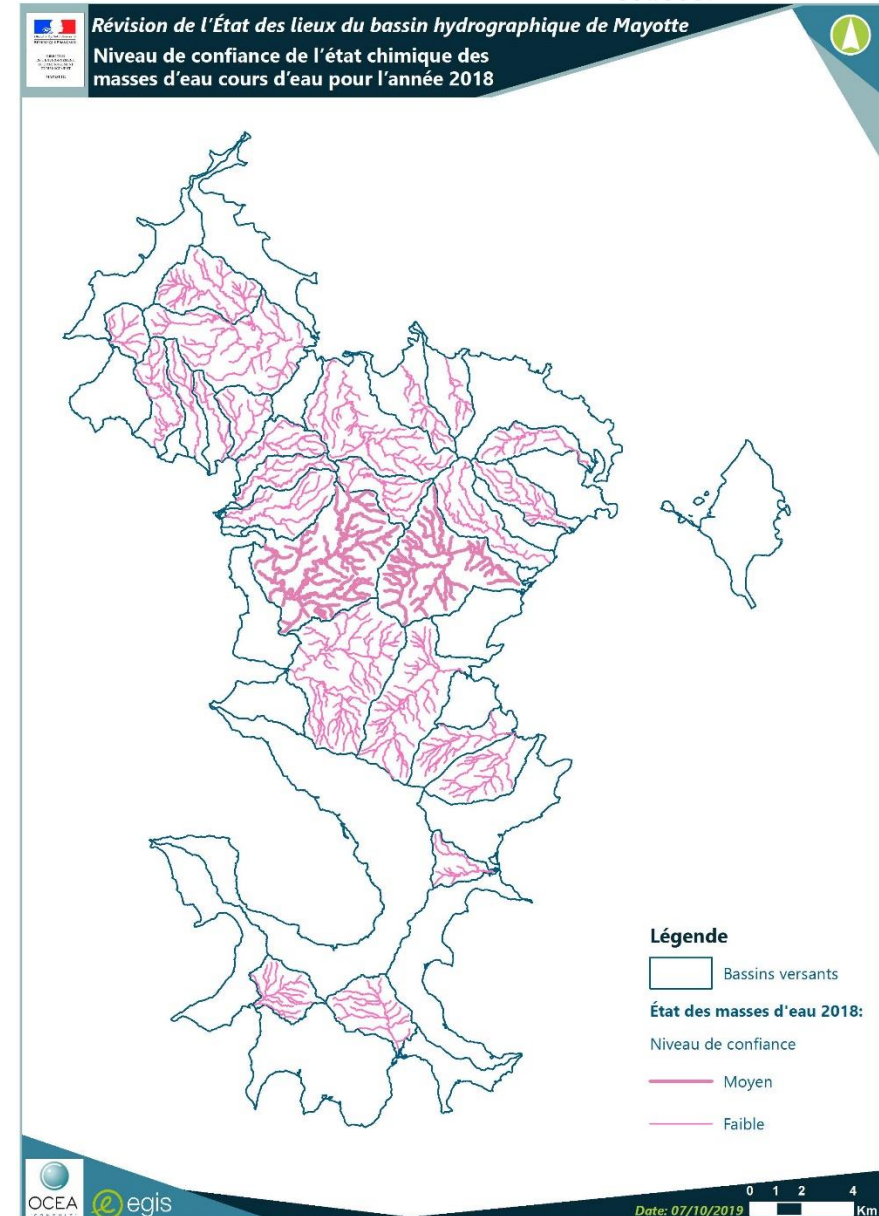 Révision de l'État des lieux du bassin hydrographique de Mayotte
Niveau de confiance de l'état chimique des
masses d'eau cours d'eau pour l'année 2018
MAYOTTE
Légende
Bassins versants
État des masses d'eau 2018:
Niveau de confiance
Moyen
Faible
OCEA
egis
Date: 07/10/2019
0 1 2 4
Km